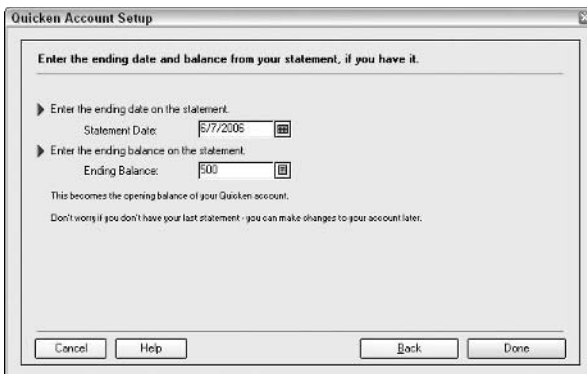 Quicken Account Setup
Enter the ending date and balance from your statement, if you have it.
Enter the ending date on the statement.
Statement Date: 6/7/2006
Enter the ending balance on the statement.
Ending Balance: 500
This becomes the opening balance of your Quicken account.
Don't worry if you don't have your last statement - you can make changes to your account later.
Cancel Help Back Done